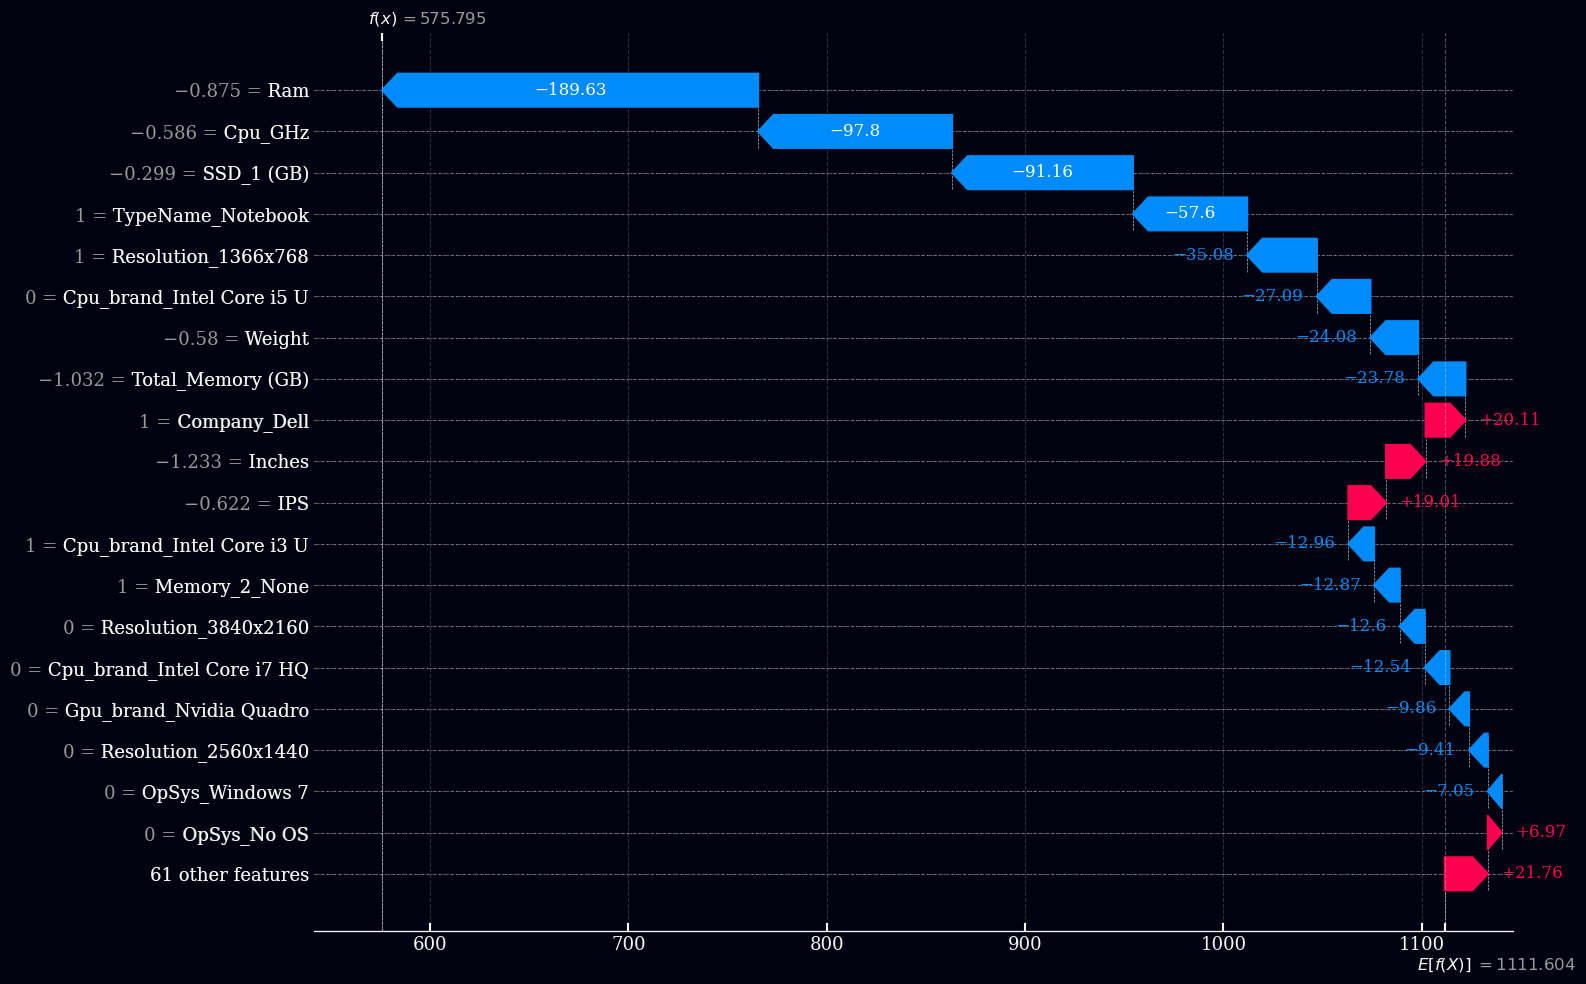 f(x) = 575.795
−0.875 = Ram −189.63
−0.586 = Cpu_GHz −97.8
−0.299 = SSD_1 (GB) −91.16
1 = TypeName_Notebook −57.6
1 = Resolution_1366x768 −35.08
0 = Cpu_brand_Intel Core i5 U −27.09
−0.58 = Weight −24.08
−1.032 = Total_Memory (GB) −23.78
1 = Company_Dell +20.11
−1.233 = Inches +19.88
−0.622 = IPS +19.01
1 = Cpu_brand_Intel Core i3 U −12.96
1 = Memory_2_None −12.87
0 = Resolution_3840x2160 −12.6
0 = Cpu_brand_Intel Core i7 HQ −12.54
0 = Gpu_brand_Nvidia Quadro −9.86
0 = Resolution_2560x1440 −9.41
0 = OpSys_Windows 7 −7.05
0 = OpSys_No OS +6.97
61 other features +21.76
600 700 800 900 1000 1100
E[f(X)] = 1111.604